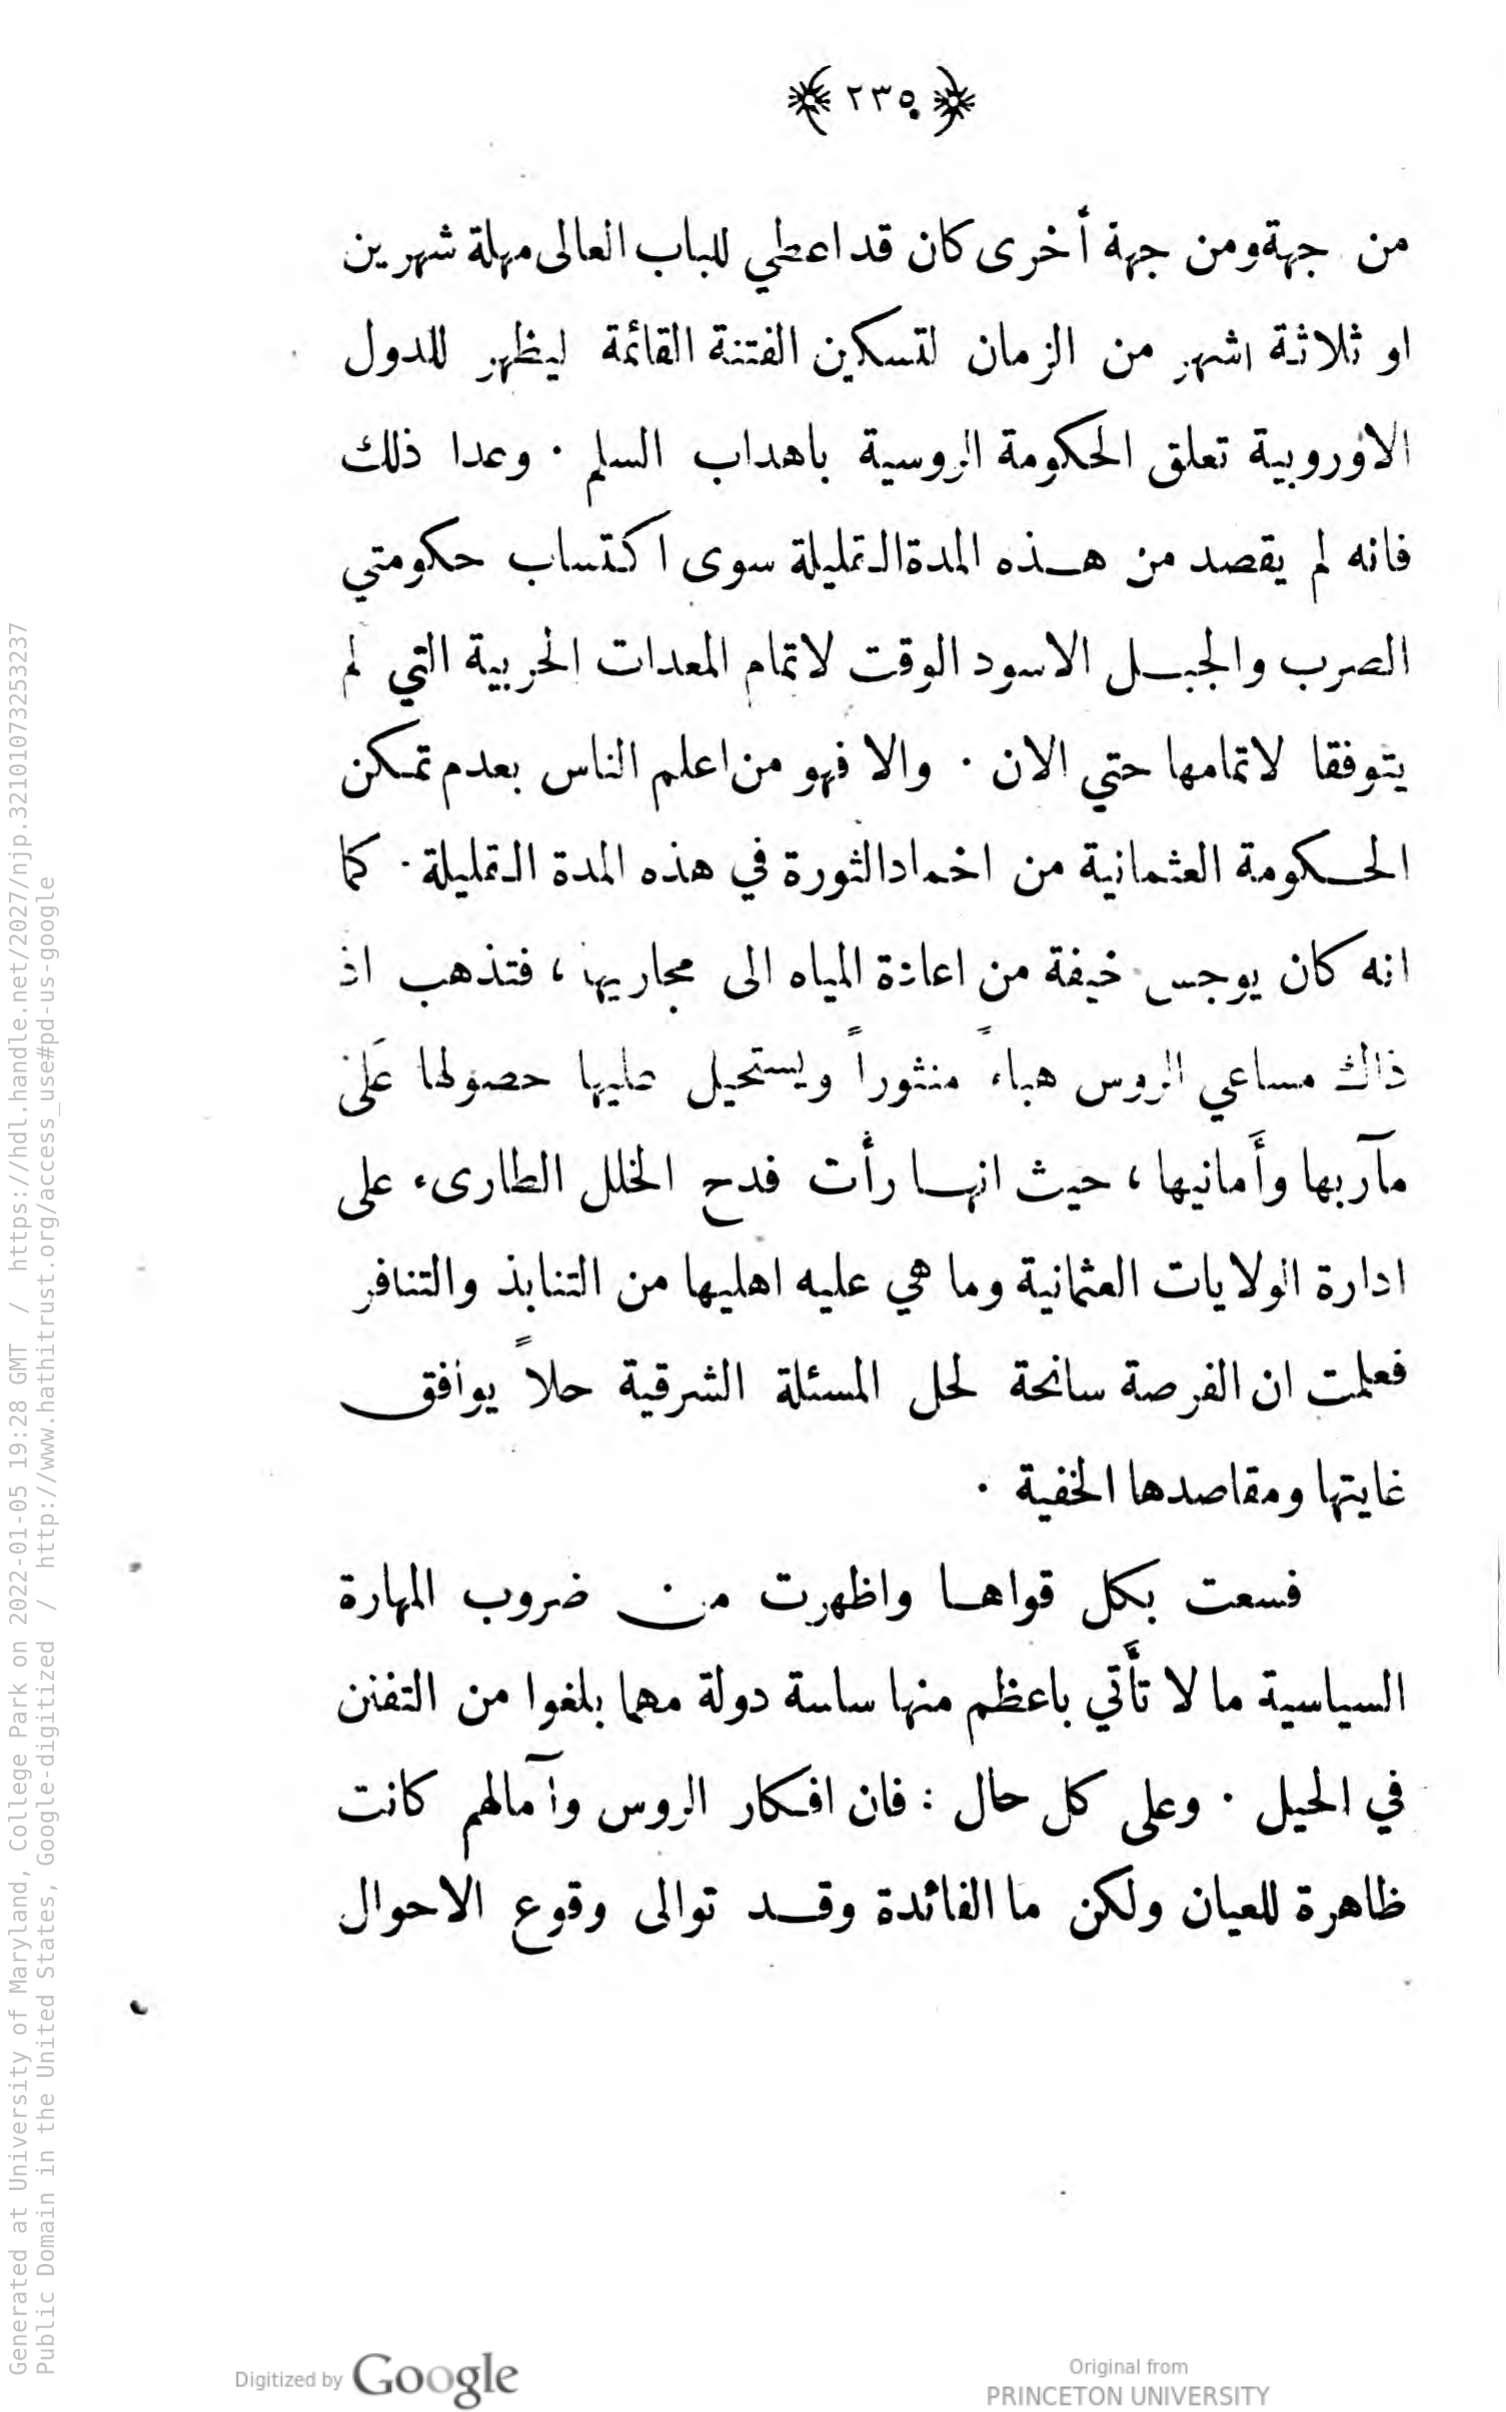 ٢٣٥
من جهة ومن جهة أخرى كان قد اعطي للباب العالى مهلة شهرين
او ثلاثة اشهر من الزمان لتسكين الفتنة القائمة ليظهر للدول
الاوروبية تعلق الحكومة الروسية باهداب السلم . وعدا ذلك
فانه لم يقصد من هذه المدة القليلة سوى اكتساب حكومتي
الصرب والجبل الاسود الوقت لاتمام المعدات الحربية التي لم
يتوفقا لاتمامها حتي الان . والا فهو من اعلم الناس بعدم تمكن
الحكومة العثمانية من اخماد الثورة في هذه المدة القليلة . كما
انه كان يوجس خيفة من اعادة المياه الى مجاريها ، فتذهب اذ
ذاك مساعي الروس هباءً منثوراً ويستحيل عليها حصولها عَلى
مآربها وأَمانيها ، حيث انها رأت فدح الخلل الطارىء على
ادارة الولايات العثمانية وما هي عليه اهليها من التنابذ والتنافر
فعلمت ان الفرصة سانحة لحل المسئلة الشرقية حلاً يوافق
غايتها ومقاصدها الخفية .
فسعت بكل قواها واظهرت من ضروب المهارة
السياسية ما لا تأَتي باعظم منها ساسة دولة مهما بلغوا من التفنن
في الحيل . وعلى كل حال : فان افكار الروس وآمالهم كانت
ظاهرة للعيان ولكن ما الفائدة وقد توالى وقوع الاحوال
Generated at University of Maryland, College Park on 2022-01-05 19:28 GMT / https://hdl.handle.net/2027/njp.32101073253237
Public Domain in the United States, Google-digitized / http://www.hathitrust.org/access_use#pd-us-google
Digitized by Google
Original from
PRINCETON UNIVERSITY